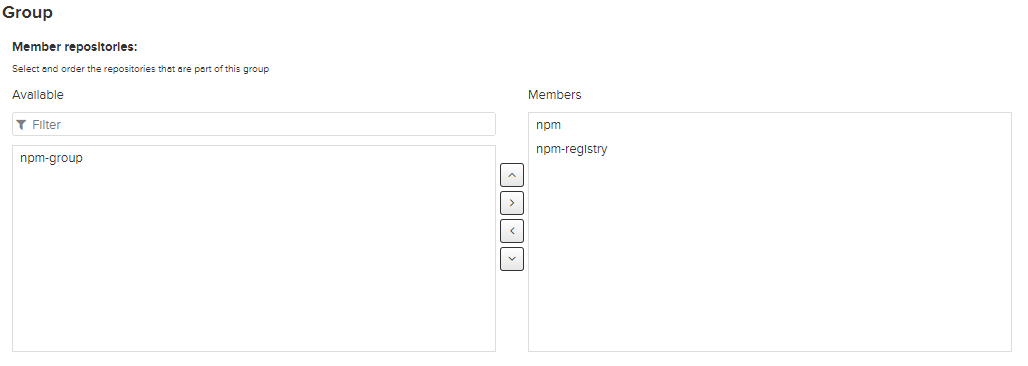 Group
Member repositories:
Select and order the repositories that are part of this group
Available
Members
Filter
npm-group
npm
npm-registry